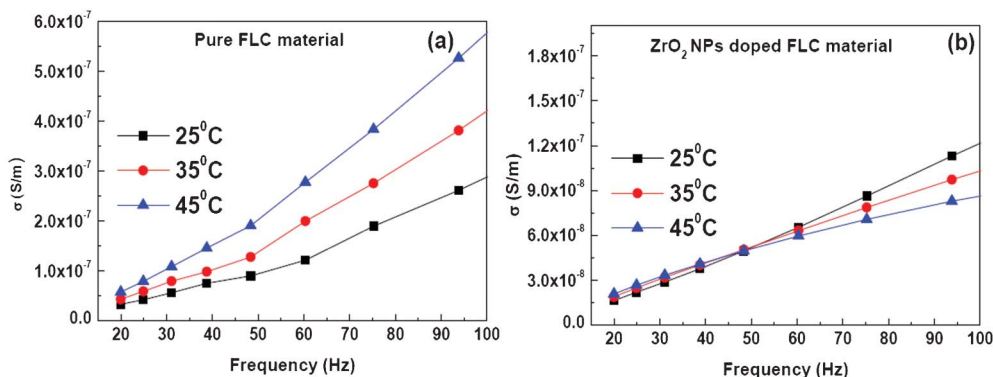 6.0x10⁻⁷
Pure FLC material
(a)
5.0x10⁻⁷
4.0x10⁻⁷
3.0x10⁻⁷
2.0x10⁻⁷
1.0x10⁻⁷
0.0
σ (S/m)
25⁰C
35⁰C
45⁰C
20 30 40 50 60 70 80 90 100
Frequency (Hz)
ZrO₂ NPs doped FLC material
(b)
1.8x10⁻⁷
1.5x10⁻⁷
1.2x10⁻⁷
9.0x10⁻⁸
6.0x10⁻⁸
3.0x10⁻⁸
0.0
σ (S/m)
25⁰C
35⁰C
45⁰C
20 30 40 50 60 70 80 90 100
Frequency (Hz)